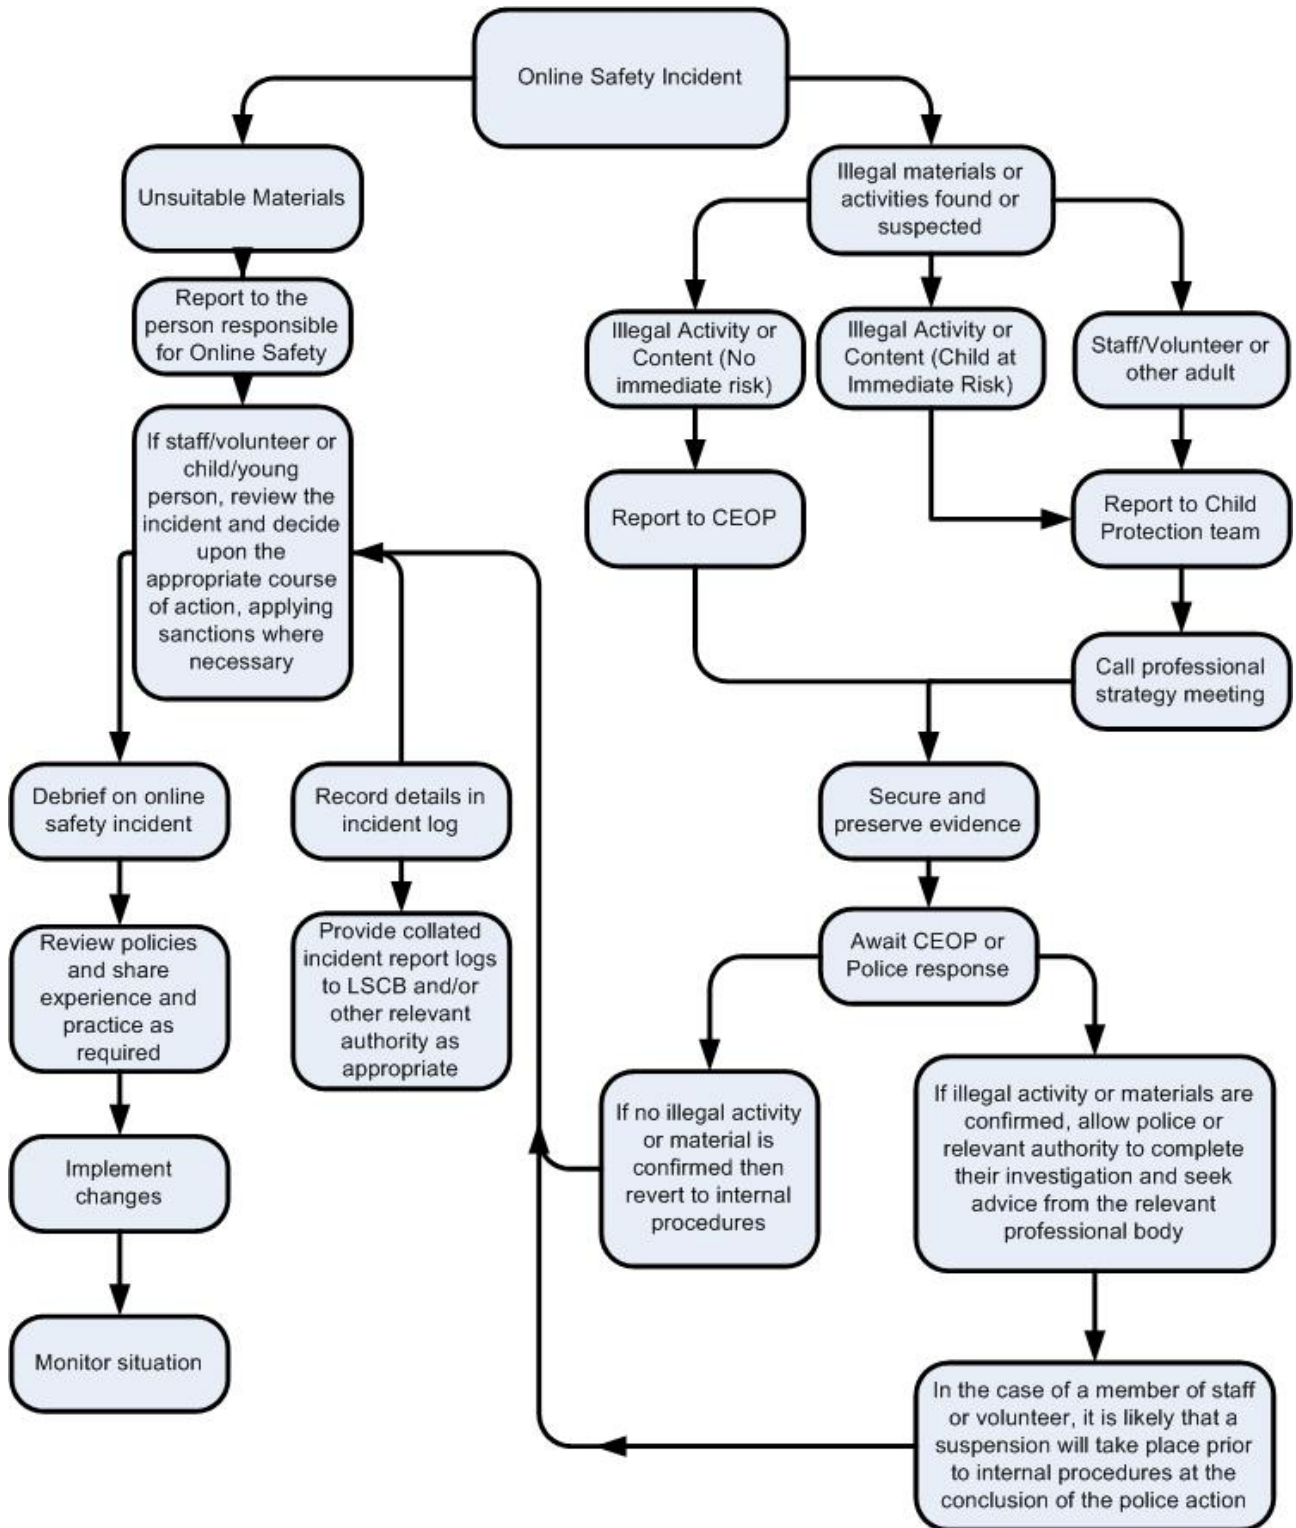 Online Safety Incident
Unsuitable Materials
Illegal materials or
activities found or
suspected
Report to the
person responsible
for Online Safety
Illegal Activity or
Content (No
immediate risk)
Illegal Activity or
Content (Child at
Immediate Risk)
Staff/Volunteer or
other adult
If staff/volunteer or
child/young
person, review the
incident and decide
upon the
appropriate course
of action, applying
sanctions where
necessary
Report to CEOP
Report to Child
Protection team
Call professional
strategy meeting
Debrief on online
safety incident
Record details in
incident log
Secure and
preserve evidence
Review policies
and share
experience and
practice as
required
Provide collated
incident report logs
to LSCB and/or
other relevant
authority as
appropriate
Await CEOP or
Police response
If no illegal activity
or material is
confirmed then
revert to internal
procedures
If illegal activity or materials are
confirmed, allow police or
relevant authority to complete
their investigation and seek
advice from the relevant
professional body
Implement
changes
Monitor situation
In the case of a member of staff
or volunteer, it is likely that a
suspension will take place prior
to internal procedures at the
conclusion of the police action